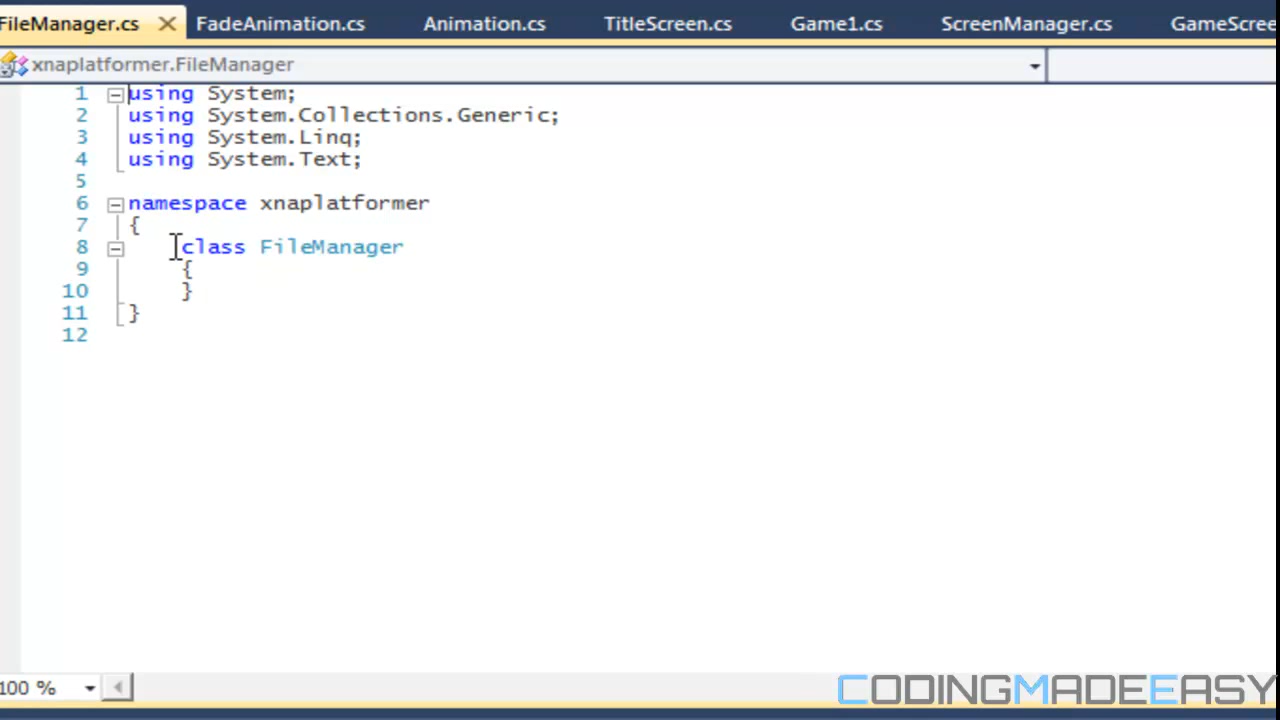 FileManager.cs FadeAnimation.cs Animation.cs TitleScreen.cs Game1.cs ScreenManager.cs GameScree
xnaplatformer.FileManager
1 using System;
2 using System.Collections.Generic;
3 using System.Linq;
4 using System.Text;
5
6 namespace xnaplatformer
7 {
8 class FileManager
9 {
10 }
11 }
12
100 %
CODINGMADEEASY